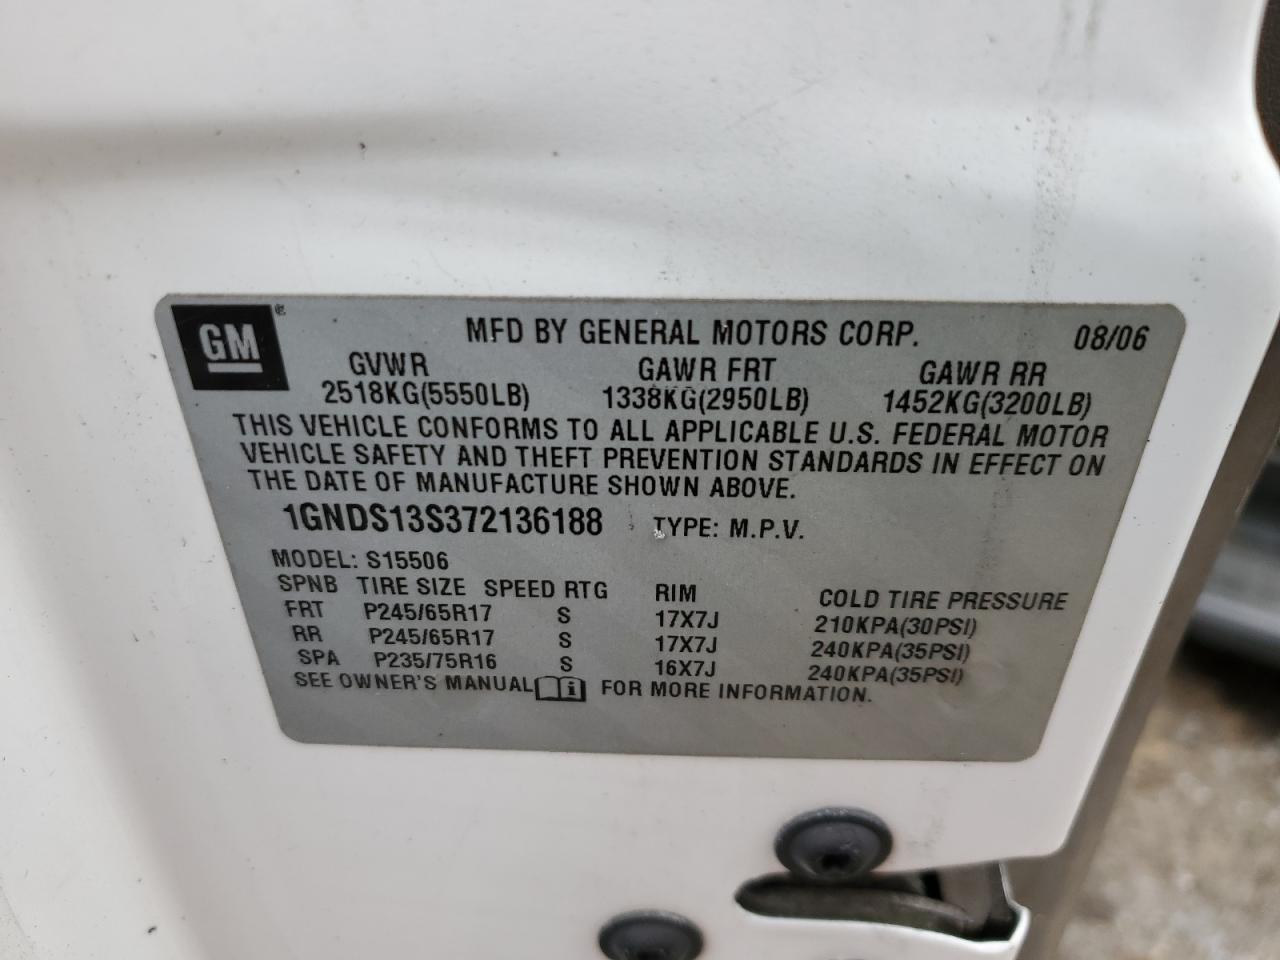 GM ®
MFD BY GENERAL MOTORS CORP. 08/06
GVWR GAWR FRT GAWR RR
2518KG(5550LB) 1338KG(2950LB) 1452KG(3200LB)
THIS VEHICLE CONFORMS TO ALL APPLICABLE U.S. FEDERAL MOTOR
VEHICLE SAFETY AND THEFT PREVENTION STANDARDS IN EFFECT ON
THE DATE OF MANUFACTURE SHOWN ABOVE.
1GNDS13S372136188 TYPE: M.P.V.
MODEL: S15506
SPNB TIRE SIZE SPEED RTG RIM COLD TIRE PRESSURE
FRT P245/65R17 S 17X7J 210KPA(30PSI)
RR P245/65R17 S 17X7J 240KPA(35PSI)
SPA P235/75R16 S 16X7J 240KPA(35PSI)
SEE OWNER'S MANUAL i FOR MORE INFORMATION.